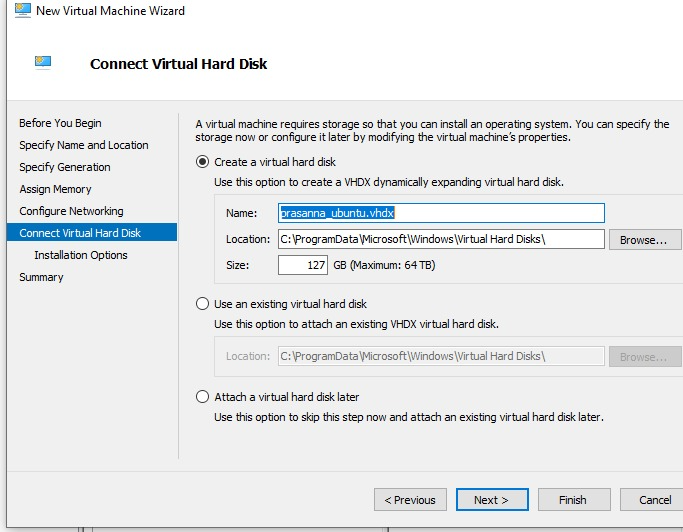 New Virtual Machine Wizard
Connect Virtual Hard Disk
Before You Begin
Specify Name and Location
Specify Generation
Assign Memory
Configure Networking
Connect Virtual Hard Disk
Installation Options
Summary
A virtual machine requires storage so that you can install an operating system. You can specify the
storage now or configure it later by modifying the virtual machine's properties.
Create a virtual hard disk
Use this option to create a VHDX dynamically expanding virtual hard disk.
Name: prasanna_ubuntu.vhdx
Location: C:\ProgramData\Microsoft\Windows\Virtual Hard Disks\ Browse...
Size: 127 GB (Maximum: 64 TB)
Use an existing virtual hard disk
Use this option to attach an existing VHDX virtual hard disk.
Location: C:\ProgramData\Microsoft\Windows\Virtual Hard Disks\ Browse...
Attach a virtual hard disk later
Use this option to skip this step now and attach an existing virtual hard disk later.
< Previous Next > Finish Cancel